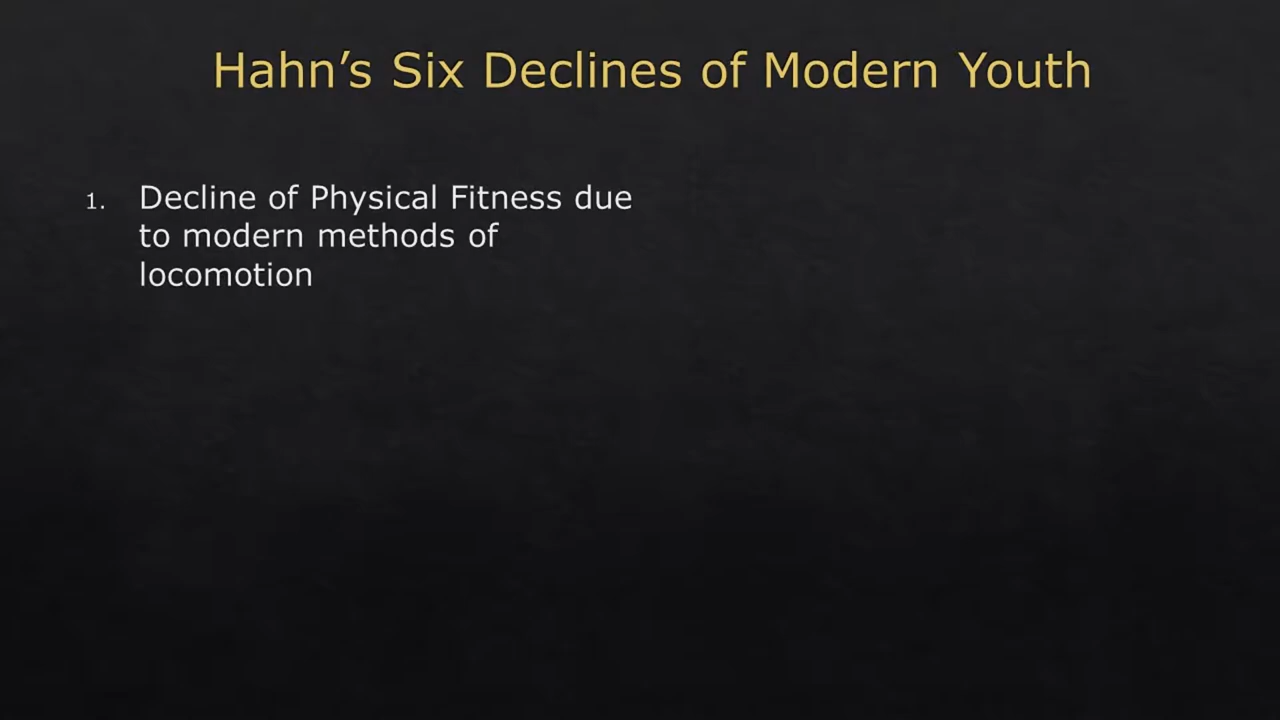 Hahn’s Six Declines of Modern Youth
1. Decline of Physical Fitness due
to modern methods of
locomotion